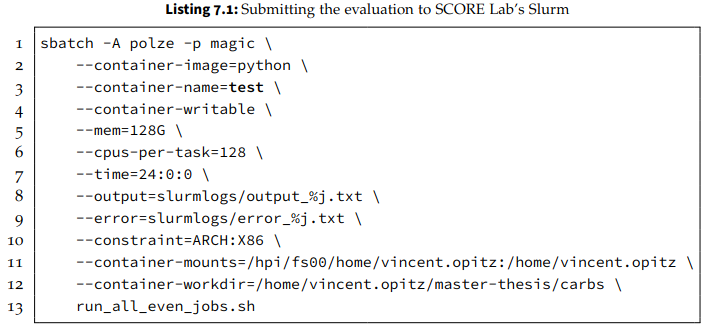 Listing 7.1: Submitting the evaluation to SCORE Lab's Slurm
1 sbatch -A polze -p magic \
2 --container-image=python \
3 --container-name=test \
4 --container-writable \
5 --mem=128G \
6 --cpus-per-task=128 \
7 --time=24:0:0 \
8 --output=slurmlogs/output_%j.txt \
9 --error=slurmlogs/error_%j.txt \
10 --constraint=ARCH:X86 \
11 --container-mounts=/hpi/fs00/home/vincent.opitz:/home/vincent.opitz \
12 --container-workdir=/home/vincent.opitz/master-thesis/carbs \
13 run_all_even_jobs.sh